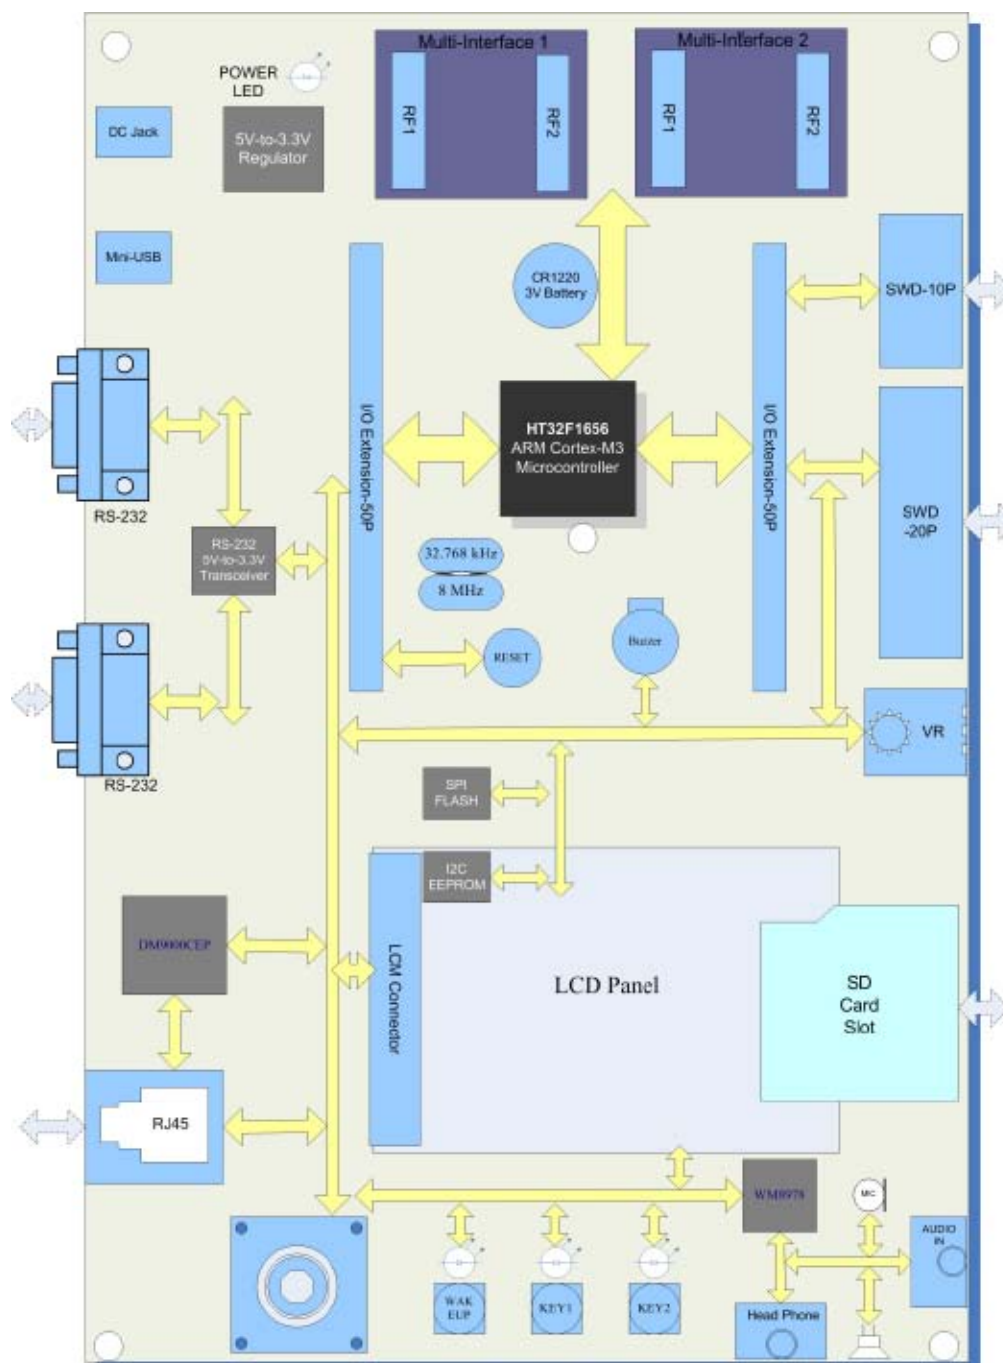 Multi-Interface 1
Multi-Interface 2
POWER
LED
RF1
RF2
RF1
RF2
DC Jack
5V-to-3.3V
Regulator
Mini-USB
CR1220
3V Battery
SWD-10P
I/O Extension-50P
HT32F1656
ARM Cortex-M3
Microcontroller
I/O Extension-50P
RS-232
SWD
-20P
RS-232
5V-to-3.3V
Transceiver
32.768 kHz
8 MHz
Buzzer
RESET
VR
RS-232
SPI
FLASH
I2C
EEPROM
DM9000CEP
LCM Connector
LCD Panel
SD
Card
Slot
RJ45
WM8978
MIC
AUDIO
IN
WAK
EUP
KEY1
KEY2
Head Phone